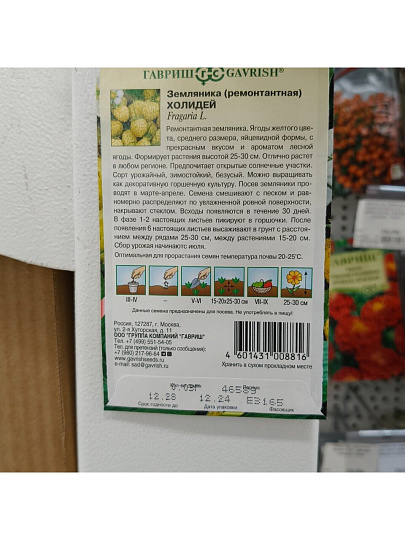 ГАВРИШ GAVRISH®
Земляника (ремонтантная)
ХОЛИДЕЙ
Fragaria L.
Ремонтантная земляника. Ягоды желтого цве-
та, среднего размера, яйцевидной формы, с
прекрасным вкусом и ароматом лесной
ягоды. Формирует растения высотой 25-30 см. Отлично растет
в любом регионе. Предпочитает открытые солнечные участки.
Сорт урожайный, зимостойкий, безусый. Можно выращивать
как декоративную горшечную культуру. Посев земляники про-
водят в марте-апреле. Семена смешивают с песком и рав-
номерно распределяют по увлажненной ровной поверхности,
накрывают стеклом. Всходы появляются в течение 30 дней.
В фазе 1-2 настоящих листьев пикируют в горшочки. После
появления 6 настоящих листьев высаживают в грунт с расстоя-
нием между рядами 25-30 см, между растениями 15-20 см.
Сбор урожая начинают июля.
Оптимальная для прорастания семян температура почвы 20-25°C.
III-IV – V-VI 15-20x25-30 см VII-IX 25-30 см
Данные семена предназначены для посева. Не употреблять в пищу!
Россия, 127287, г. Москва,
ул. 2-я Хуторская, д. 11
ООО "ГРУППА КОМПАНИЙ "ГАВРИШ"
Тел.: +7 (499) 551-54-05
Тел. для претензий (только сообщения):
+7 (980) 217-96-64
www.gavrishseeds.ru
e-mail: sad@gavrish.ru
4 601431 000816
Хранить в сухом прохладном месте
46589
12.28 12.24 ЕЗ165
Срок годности до Дата упаковки Фасовщик